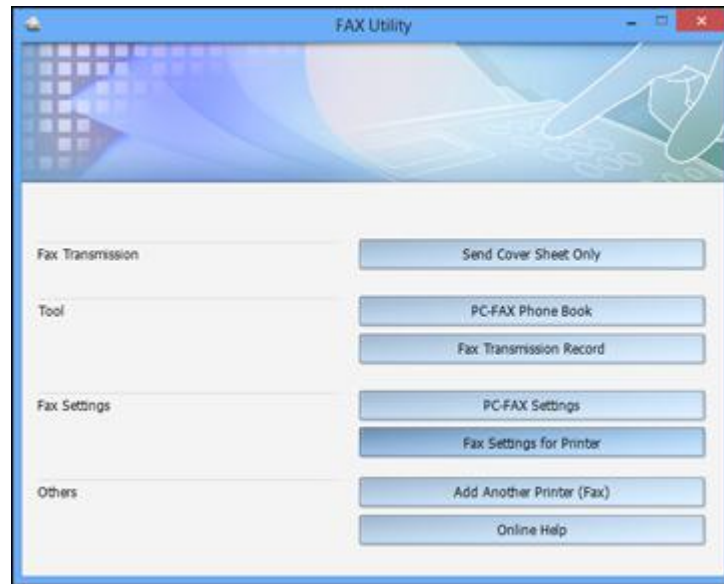 FAX Utility
Fax Transmission
Send Cover Sheet Only
Tool
PC-FAX Phone Book
Fax Transmission Record
Fax Settings
PC-FAX Settings
Fax Settings for Printer
Others
Add Another Printer (Fax)
Online Help